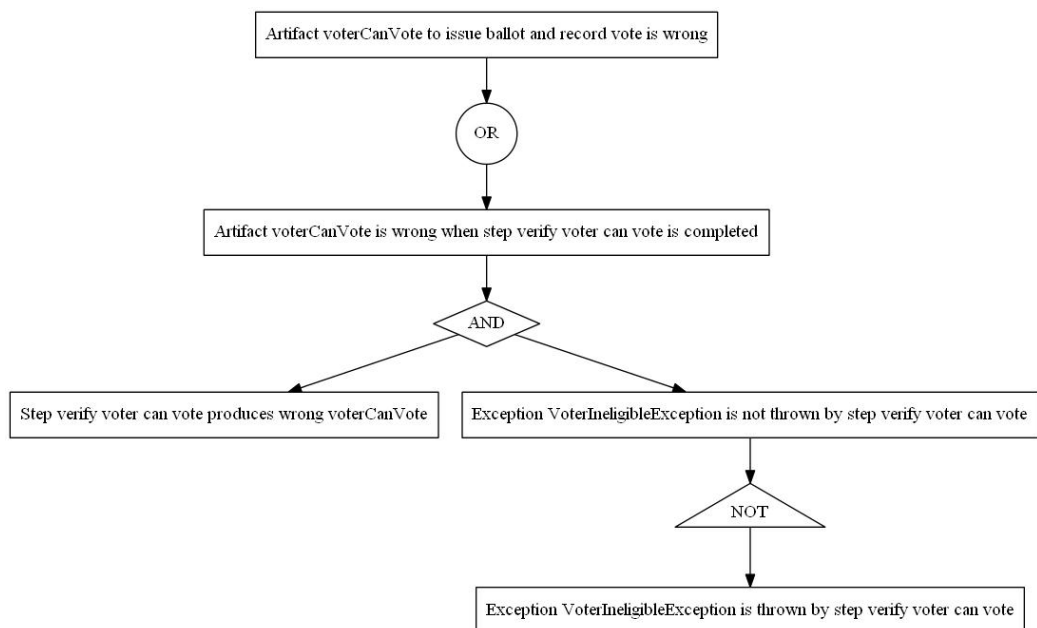 Artifact voterCanVote to issue ballot and record vote is wrong
OR
Artifact voterCanVote is wrong when step verify voter can vote is completed
AND
Step verify voter can vote produces wrong voterCanVote
Exception VoterIneligibleException is not thrown by step verify voter can vote
NOT
Exception VoterIneligibleException is thrown by step verify voter can vote